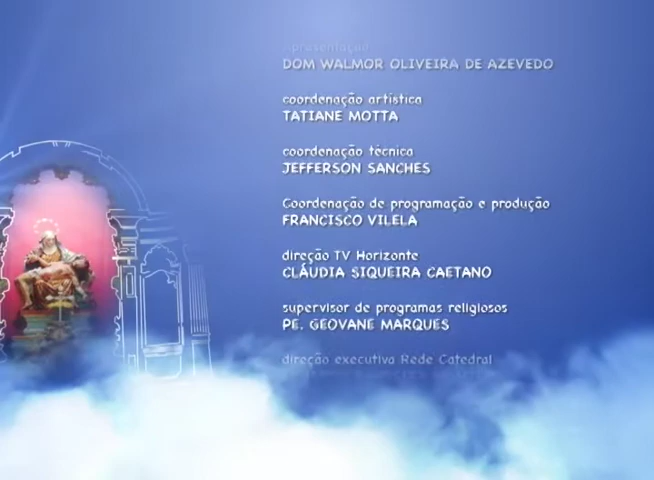 Apresentação
DOM WALMOR OLIVEIRA DE AZEVEDO
coordenação artística
TATIANE MOTTA
coordenação técnica
JEFFERSON SANCHES
Coordenação de programação e produção
FRANCISCO VILELA
direção TV Horizonte
CLÁUDIA SIQUEIRA CAETANO
supervisor de programas religiosos
PE. GEOVANE MARQUES
direção executiva Rede Catedral